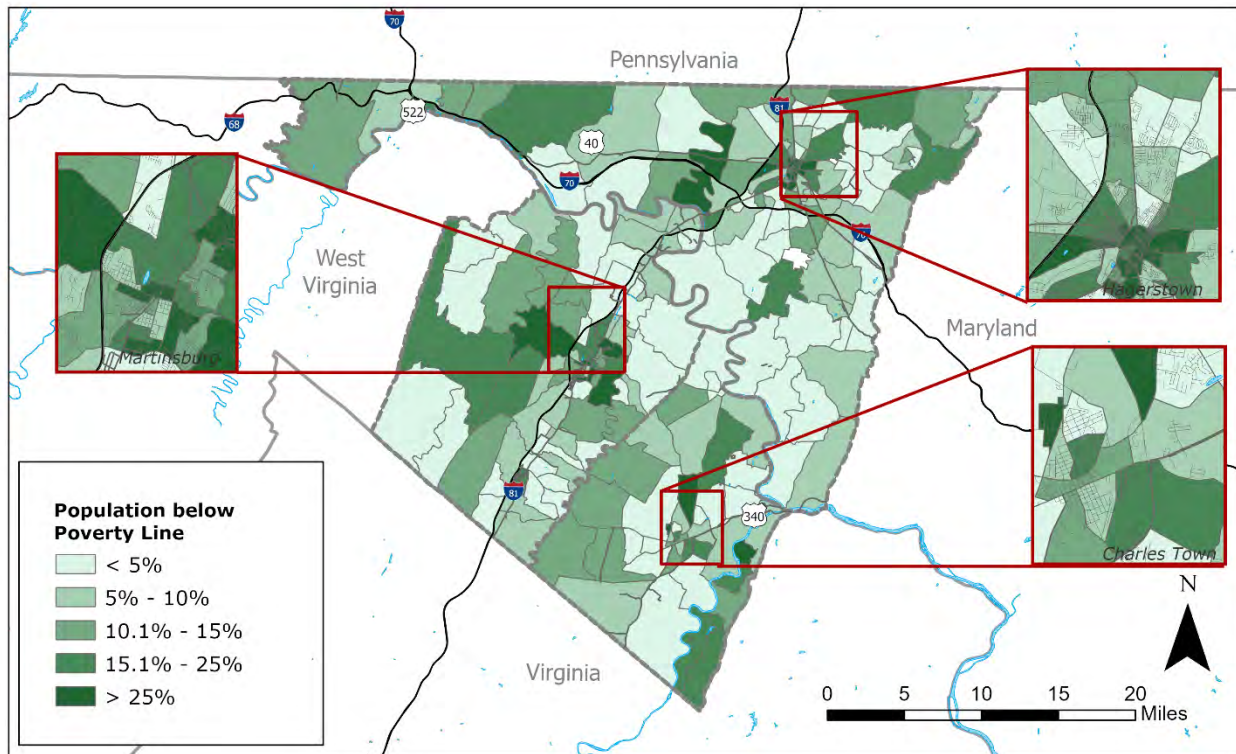 70
Pennsylvania
81
68
522
40
70
70
West
Virginia
Maryland
Martinsburg
Hagerstown
81
340
Charles Town
Virginia
Population below
Poverty Line
< 5%
5% - 10%
10.1% - 15%
15.1% - 25%
> 25%
N
0 5 10 15 20
Miles